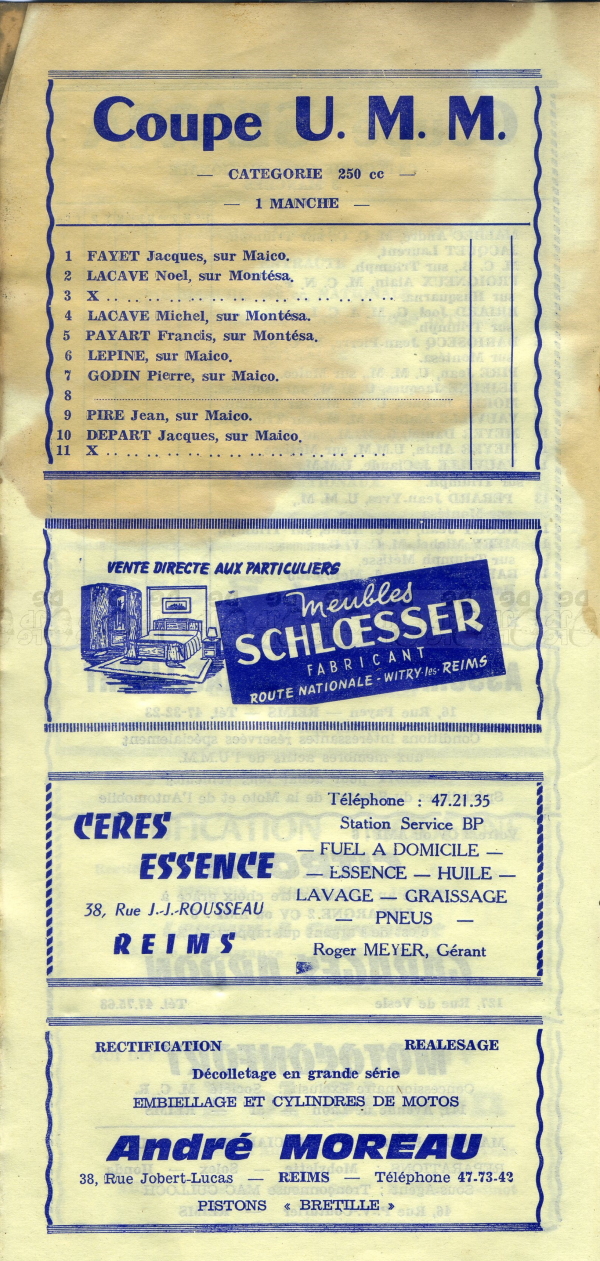 Coupe U. M. M.
— CATEGORIE 250 cc —
— 1 MANCHE —
1 FAYET Jacques, sur Maico.
2 LACAVE Noel, sur Montésa.
3 X . . . . . . . . . . . . . . . . . . . . . .
4 LACAVE Michel, sur Montésa.
5 PAYART Francis, sur Montésa.
6 LEPINE, sur Maico.
7 GODIN Pierre, sur Maico.
8 ............................................................
9 PIRE Jean, sur Maico.
10 DEPART Jacques, sur Maico.
11 X . . . . . . . . . . . . . . . . . . . . . .
VENTE DIRECTE AUX PARTICULIERS
Meubles
SCHLŒSSER
FABRICANT
ROUTE NATIONALE - WITRY-les-REIMS
CERES
ESSENCE
38, Rue J.-J.-ROUSSEAU
REIMS
Téléphone : 47.21.35
Station Service BP
— FUEL A DOMICILE —
— ESSENCE — HUILE —
LAVAGE — GRAISSAGE
— PNEUS —
Roger MEYER, Gérant
RECTIFICATION REALESAGE
Décolletage en grande série
EMBIELLAGE ET CYLINDRES DE MOTOS
André MOREAU
38, Rue Jobert-Lucas — REIMS — Téléphone 47-73-42
PISTONS « BRETILLE »